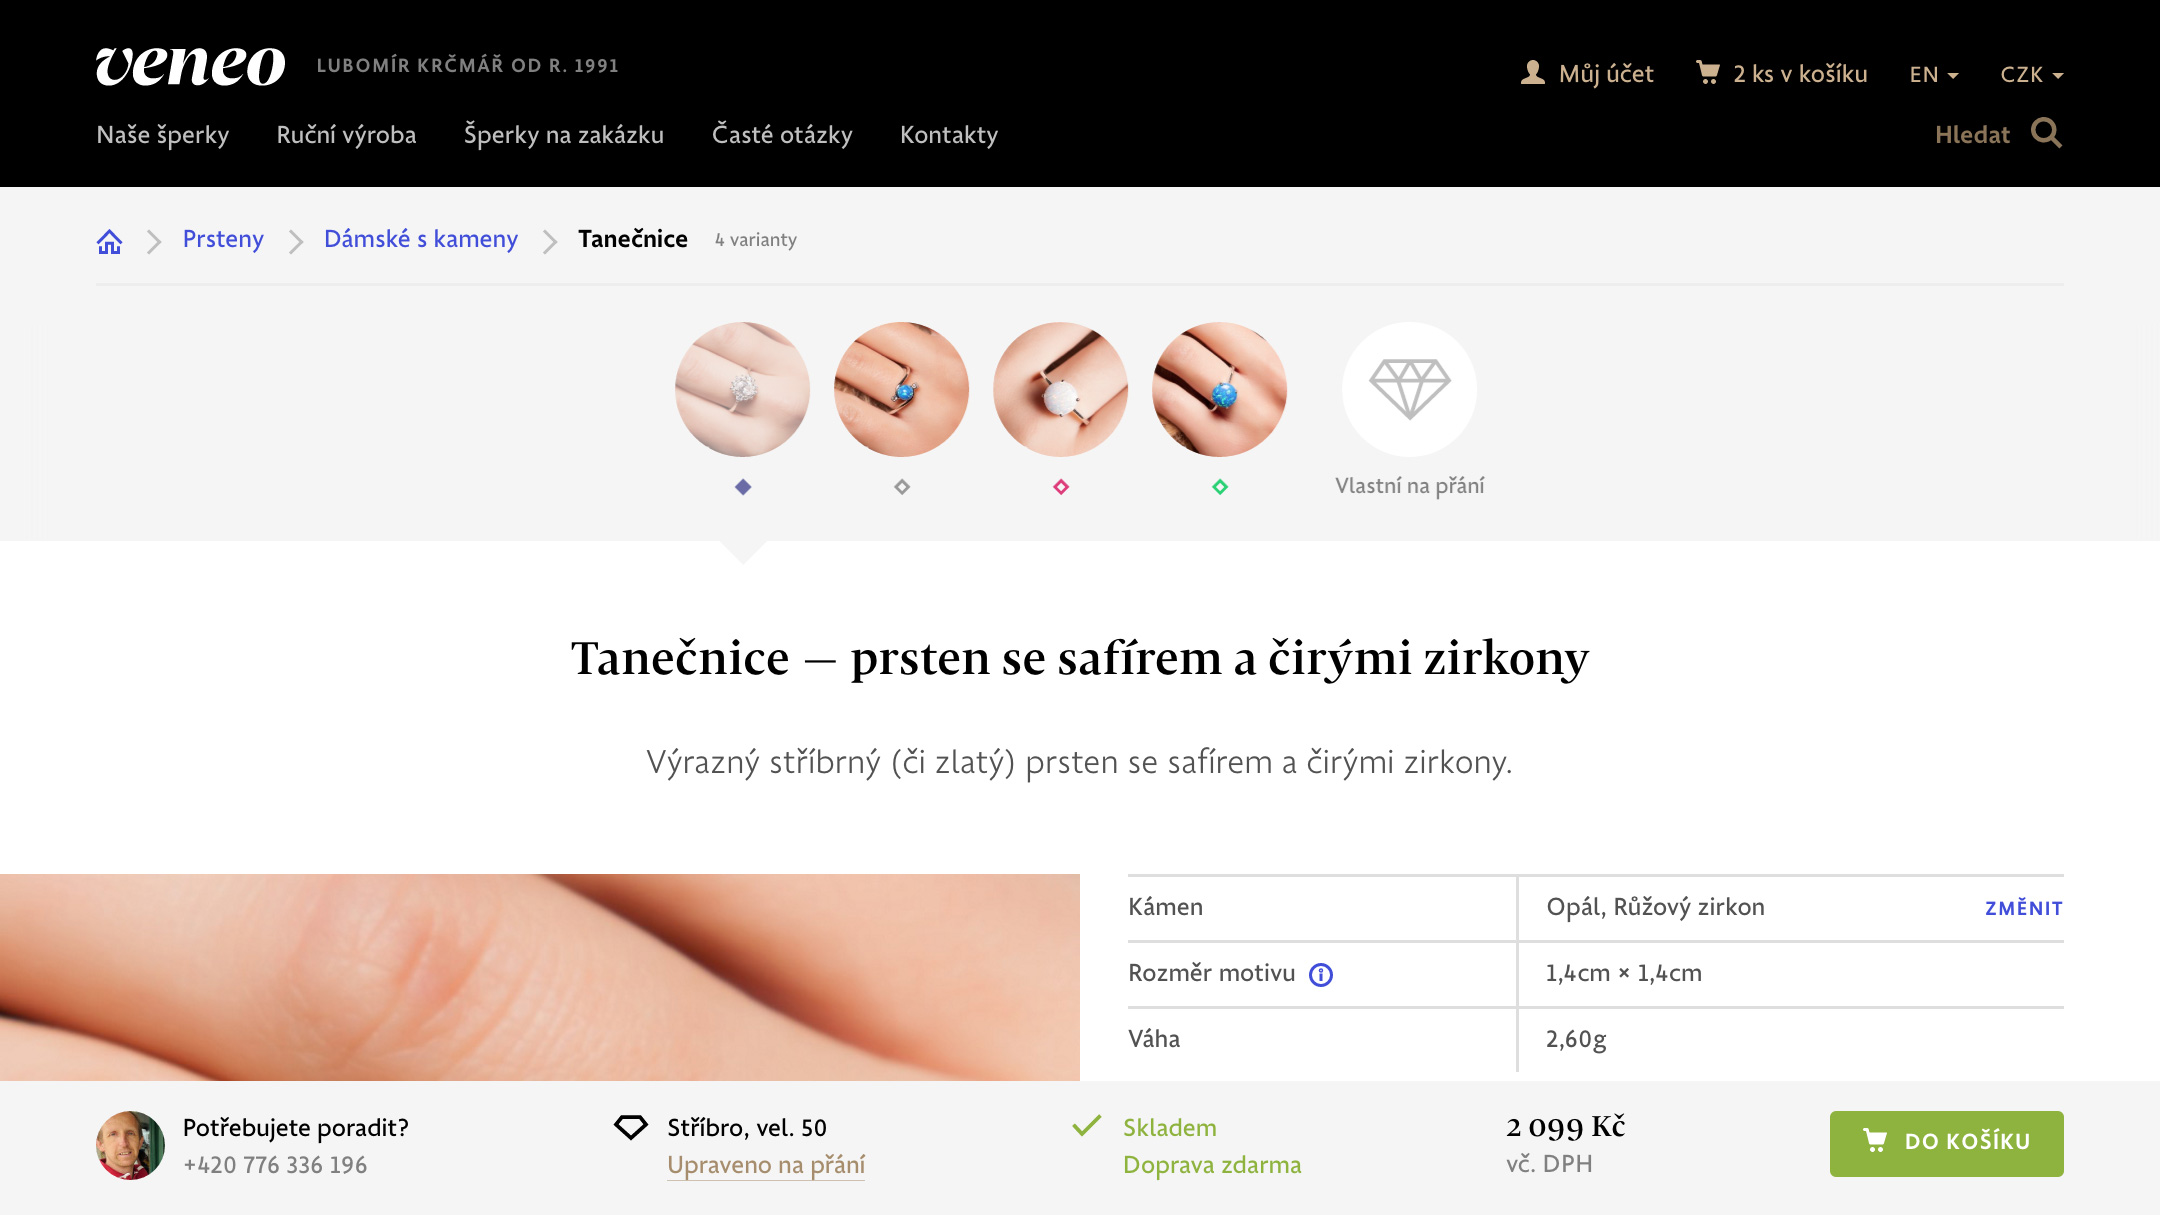 veneo
LUBOMÍR KRČMÁŘ OD R. 1991
Můj účet
2 ks v košíku
EN
CZK
Naše šperky
Ruční výroba
Šperky na zakázku
Časté otázky
Kontakty
Hledat
Prsteny
Dámské s kameny
Tanečnice
4 varianty
Vlastní na přání
Tanečnice — prsten se safírem a čirými zirkony
Výrazný stříbrný (či zlatý) prsten se safírem a čirými zirkony.
Kámen
Opál, Růžový zirkon
ZMĚNIT
Rozměr motivu
1,4cm × 1,4cm
Váha
2,60g
Potřebujete poradit?
+420 776 336 196
Stříbro, vel. 50
Upraveno na přání
Skladem
Doprava zdarma
2 099 Kč
vč. DPH
DO KOŠÍKU